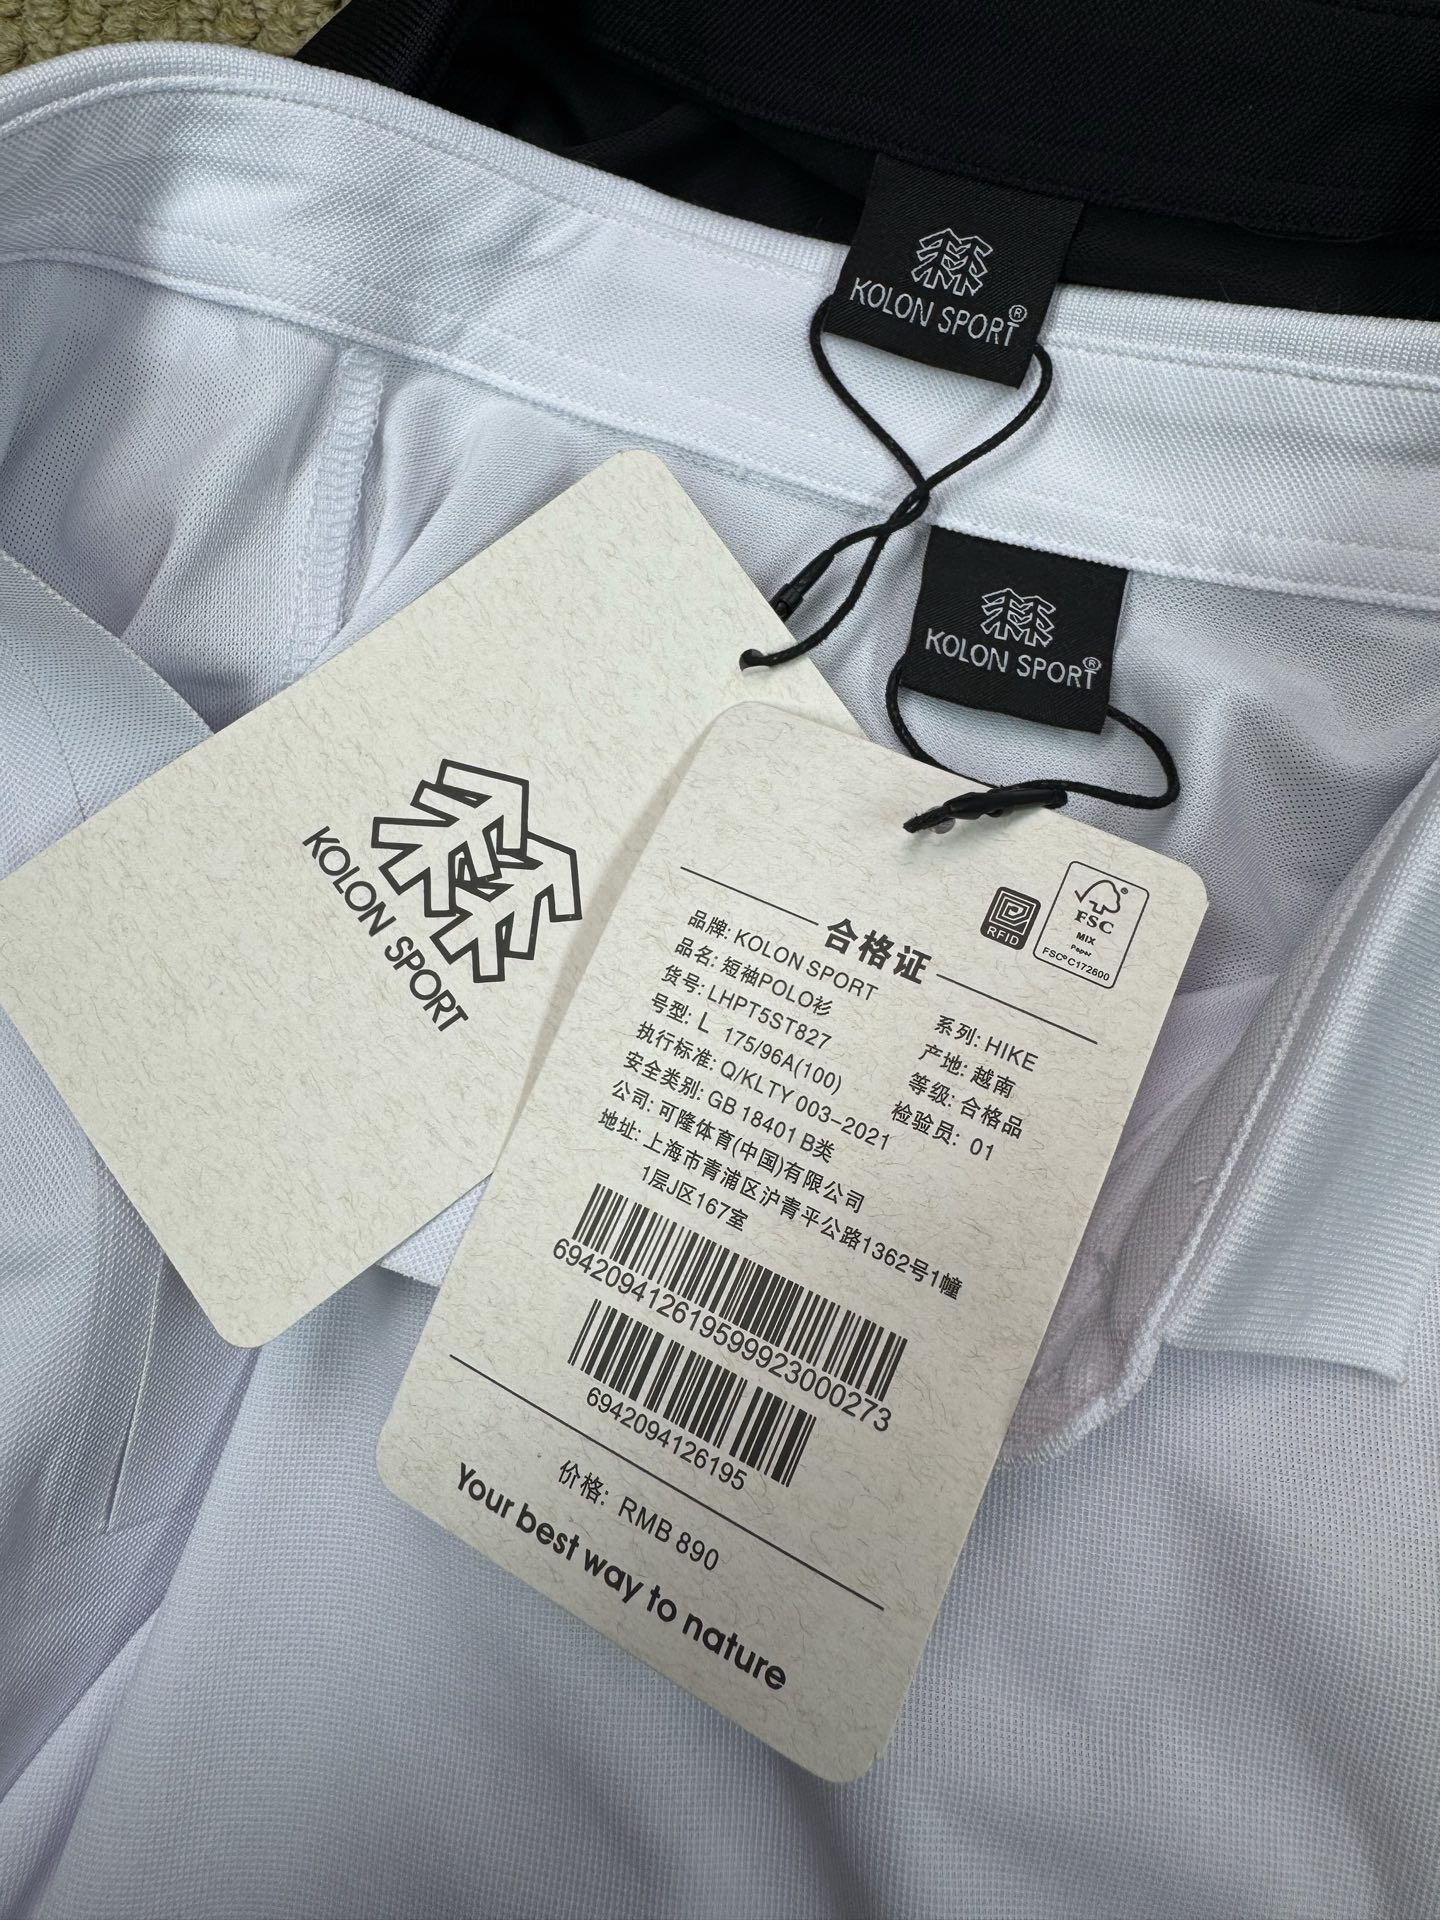 KOLON SPORT®
KOLON SPORT®
KOLON SPORT
RFID
FSC®
MIX
Paper
FSC® C172600
合格证
品牌: KOLON SPORT
品名: 短袖POLO衫
系列: HIKE
货号: LHPT5ST827
产地: 越南
号型: L 175/96A(100)
等级: 合格品
执行标准: Q/KLTY 003-2021
检验员: 01
安全类别: GB 18401 B类
公司: 可隆体育(中国)有限公司
地址: 上海市青浦区沪青平公路1362号1幢
1层J区167室
694209412619599923000273
6942094126195
价格: RMB 890
Your best way to nature